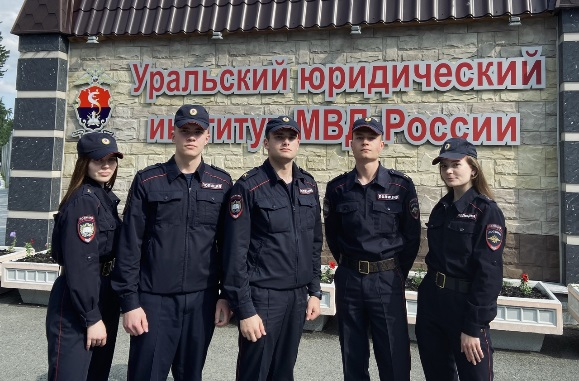 Уральский юридический
институт МВД России